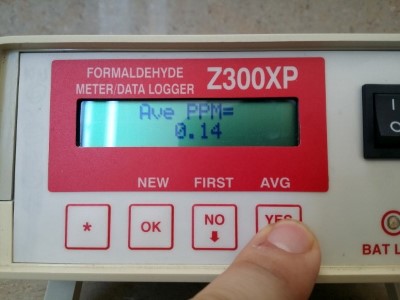 FORMALDEHYDE
METER/DATA LOGGER
Z300XP
Ave PPM=
0.14
NEW FIRST AVG
* OK NO YES
BAT L